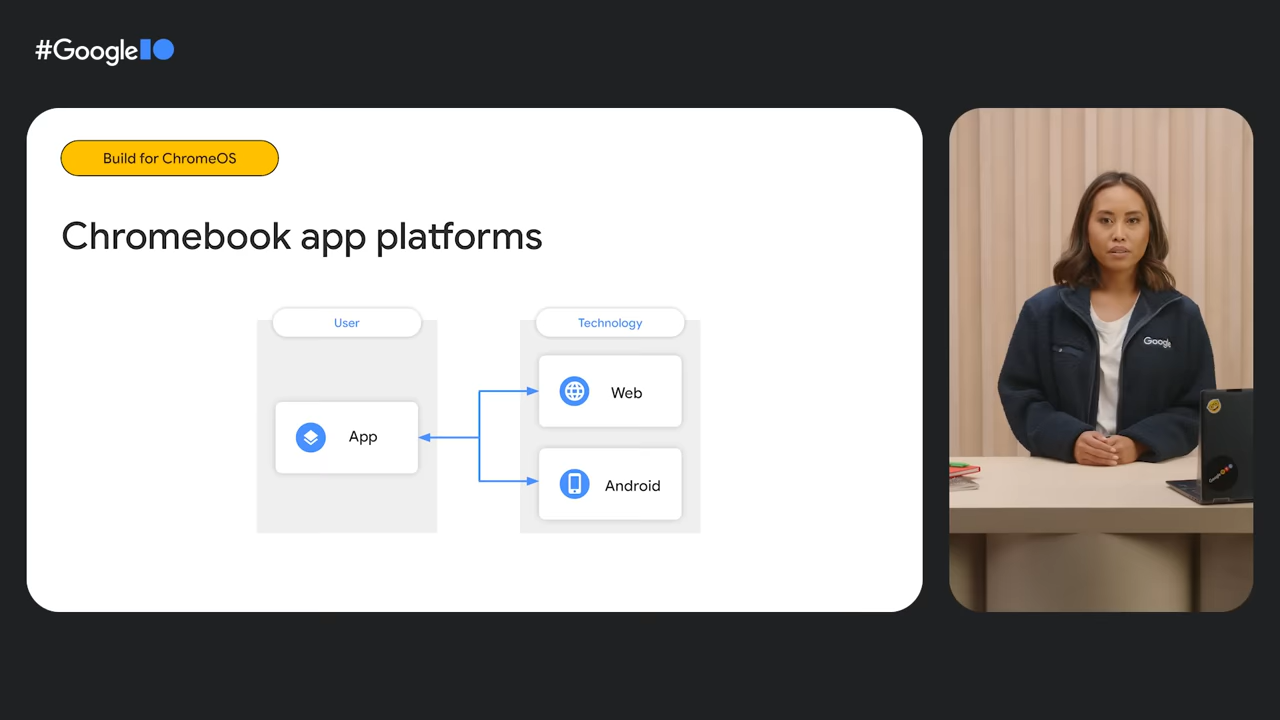 #GoogleIO
Build for ChromeOS
Chromebook app platforms
User
Technology
App
Web
Android
Google